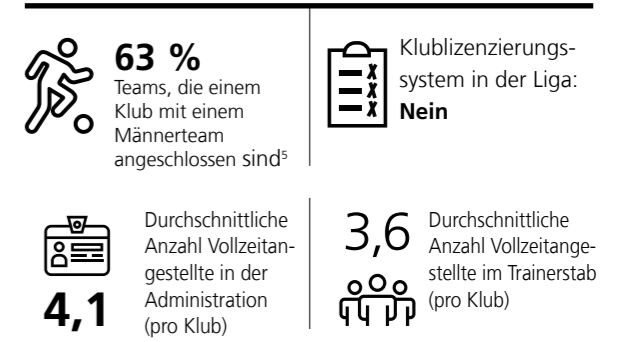 63 %
Teams, die einem
Klub mit einem
Männerteam
angeschlossen sind⁵
Klublizenzierungs-
system in der Liga:
Nein
Durchschnittliche
Anzahl Vollzeitan-
gestellte in der
Administration
(pro Klub)
4,1
3,6
Durchschnittliche
Anzahl Vollzeitange-
stellte im Trainerstab
(pro Klub)